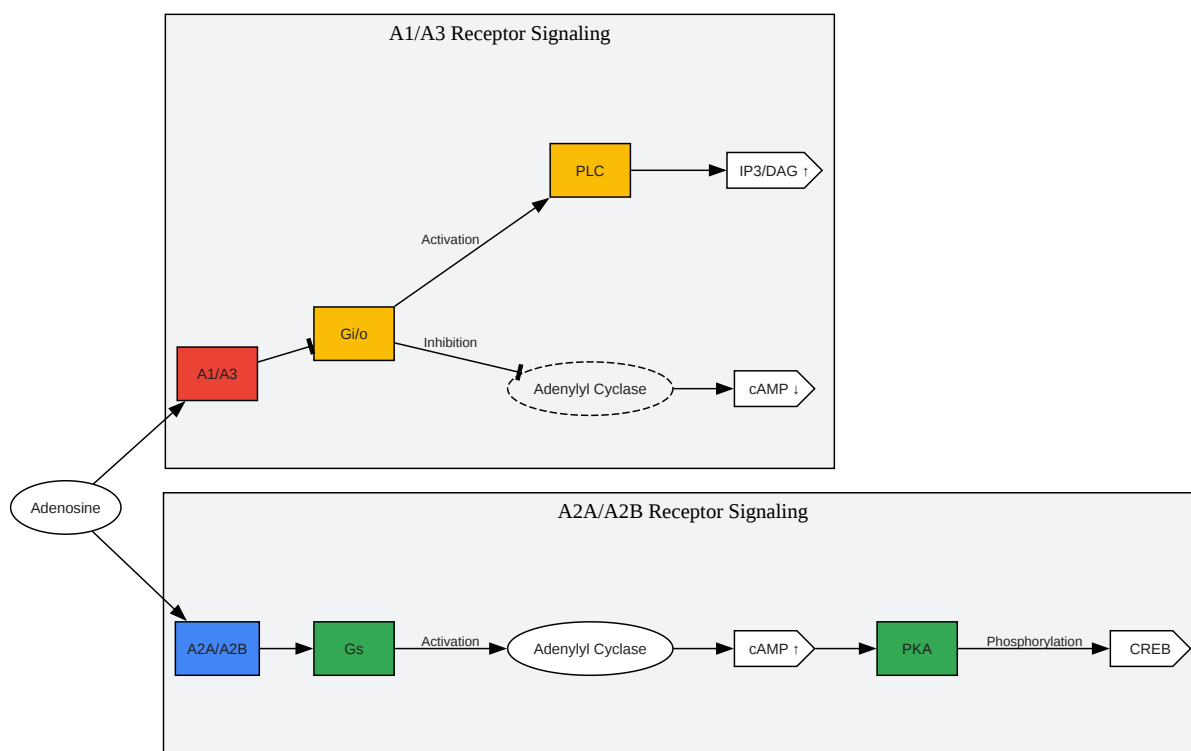 A1/A3 Receptor Signaling
PLC
IP3/DAG ↑
Activation
Gi/o
Inhibition
A1/A3
Adenylyl Cyclase
cAMP ↓
Adenosine
A2A/A2B Receptor Signaling
A2A/A2B
Gs
Activation
Adenylyl Cyclase
cAMP ↑
PKA
Phosphorylation
CREB